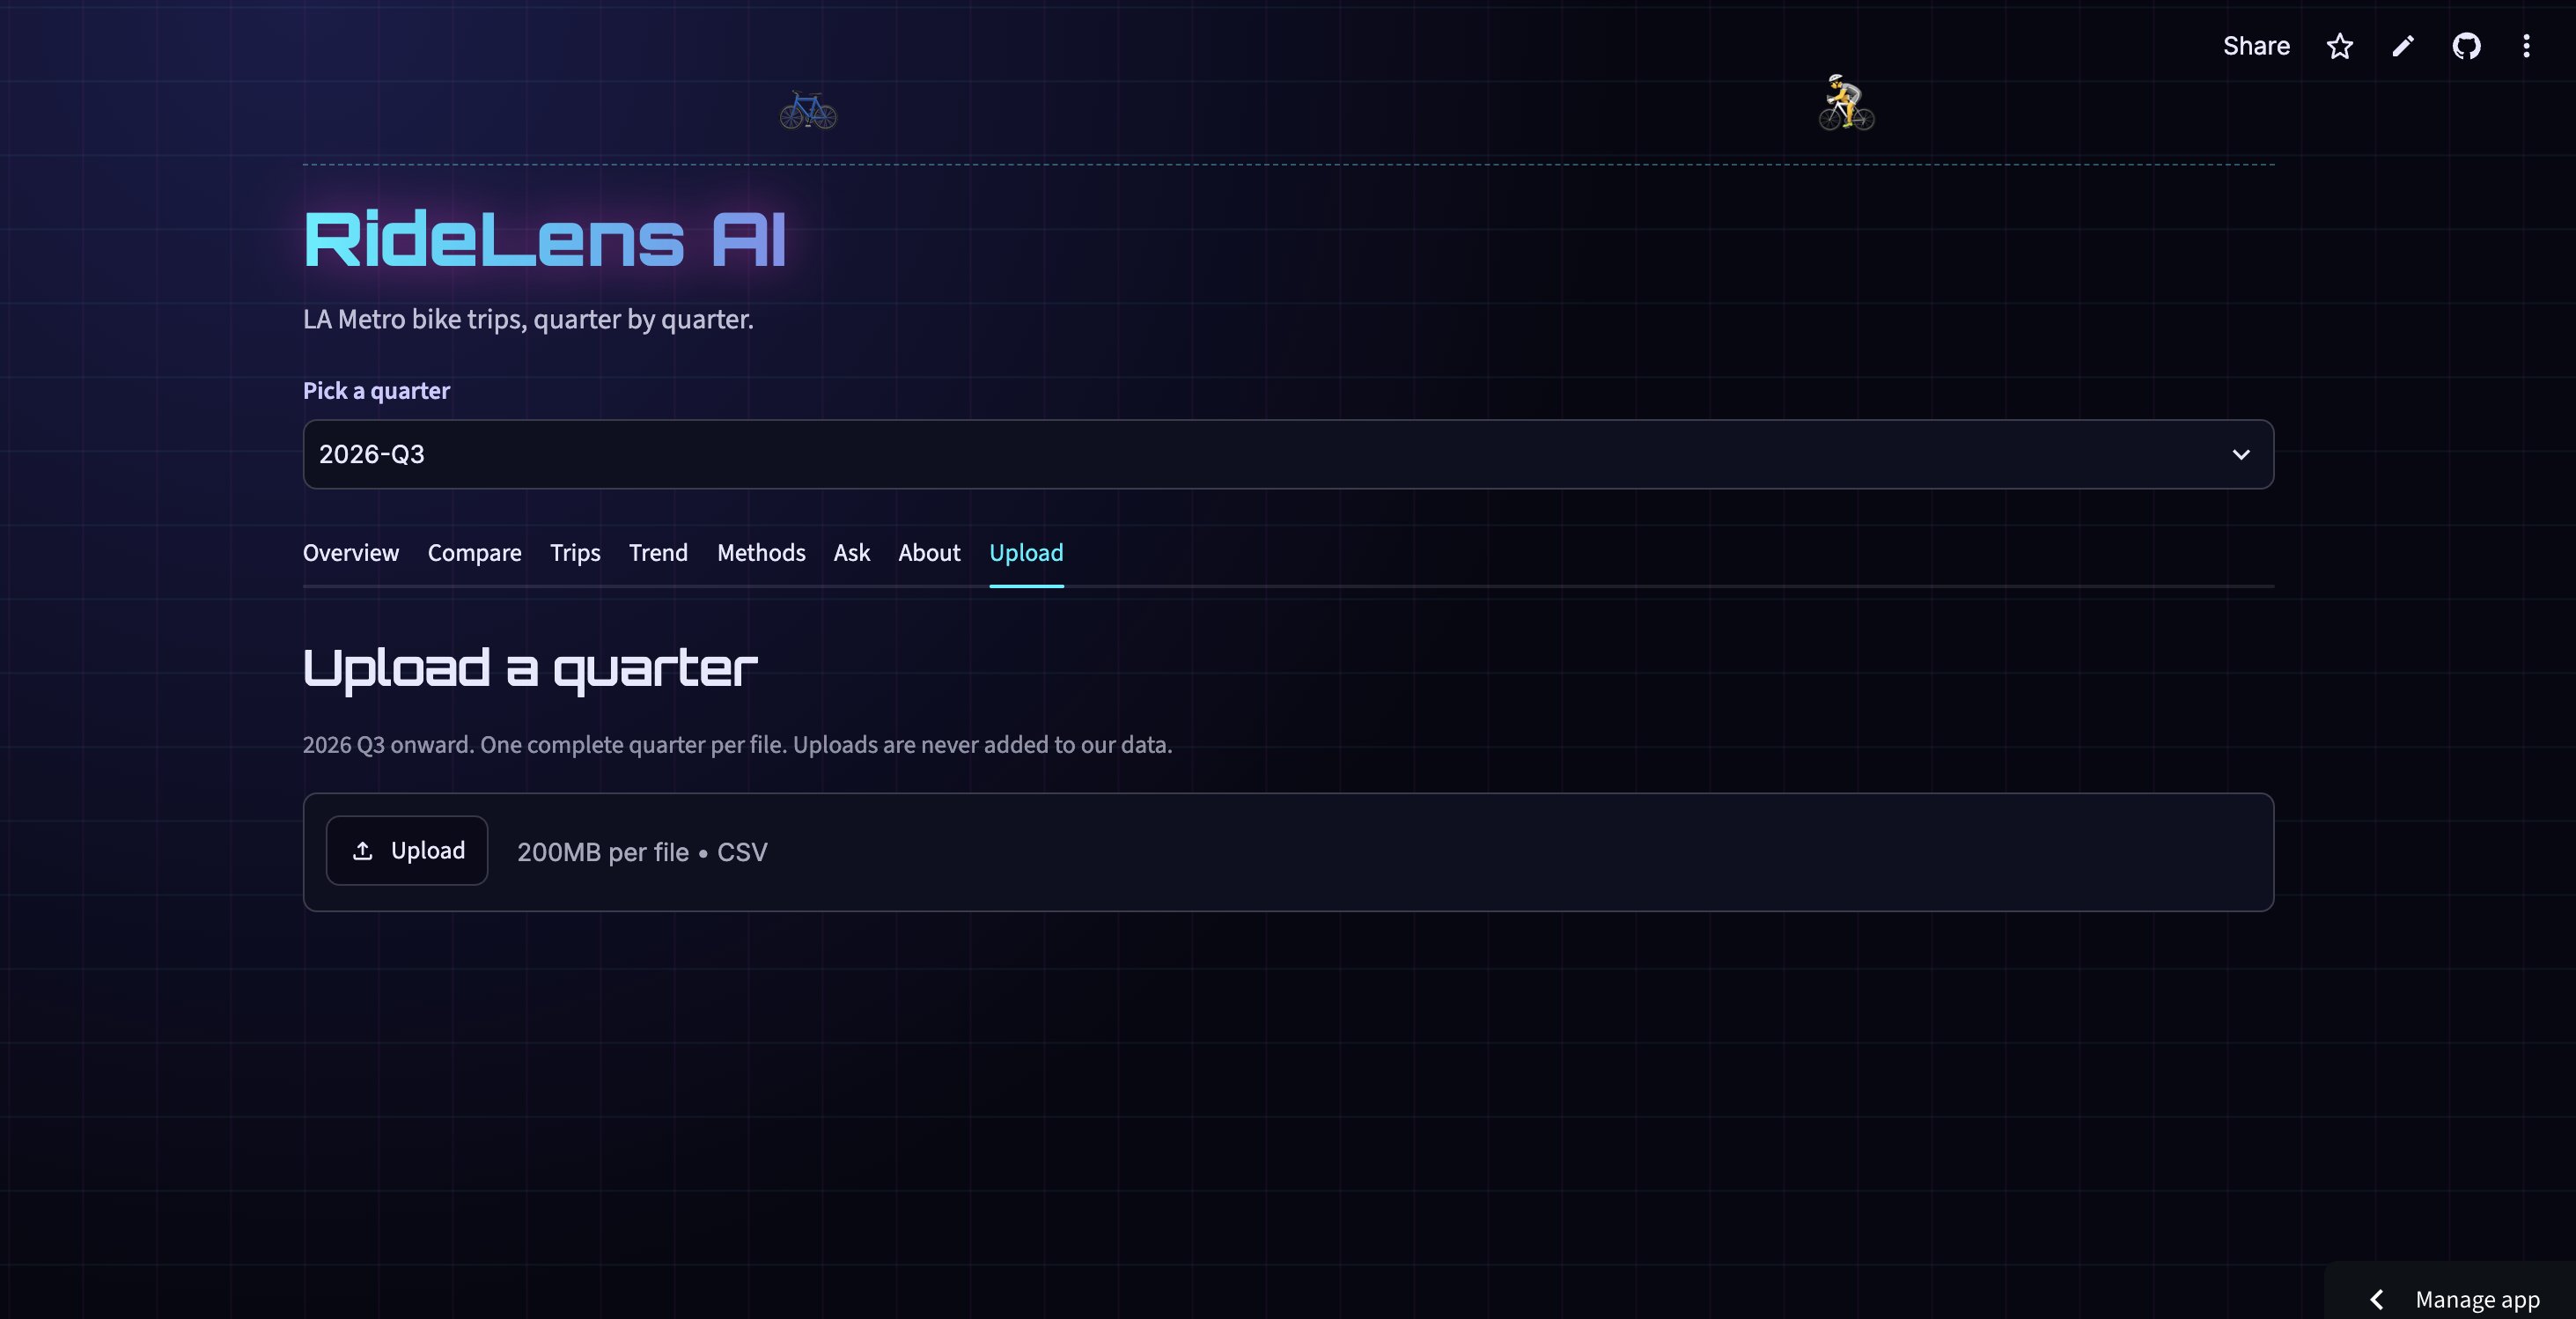 Share
RideLens AI
LA Metro bike trips, quarter by quarter.
Pick a quarter
2026-Q3
Overview Compare Trips Trend Methods Ask About Upload
Upload a quarter
2026 Q3 onward. One complete quarter per file. Uploads are never added to our data.
Upload 200MB per file • CSV
Manage app